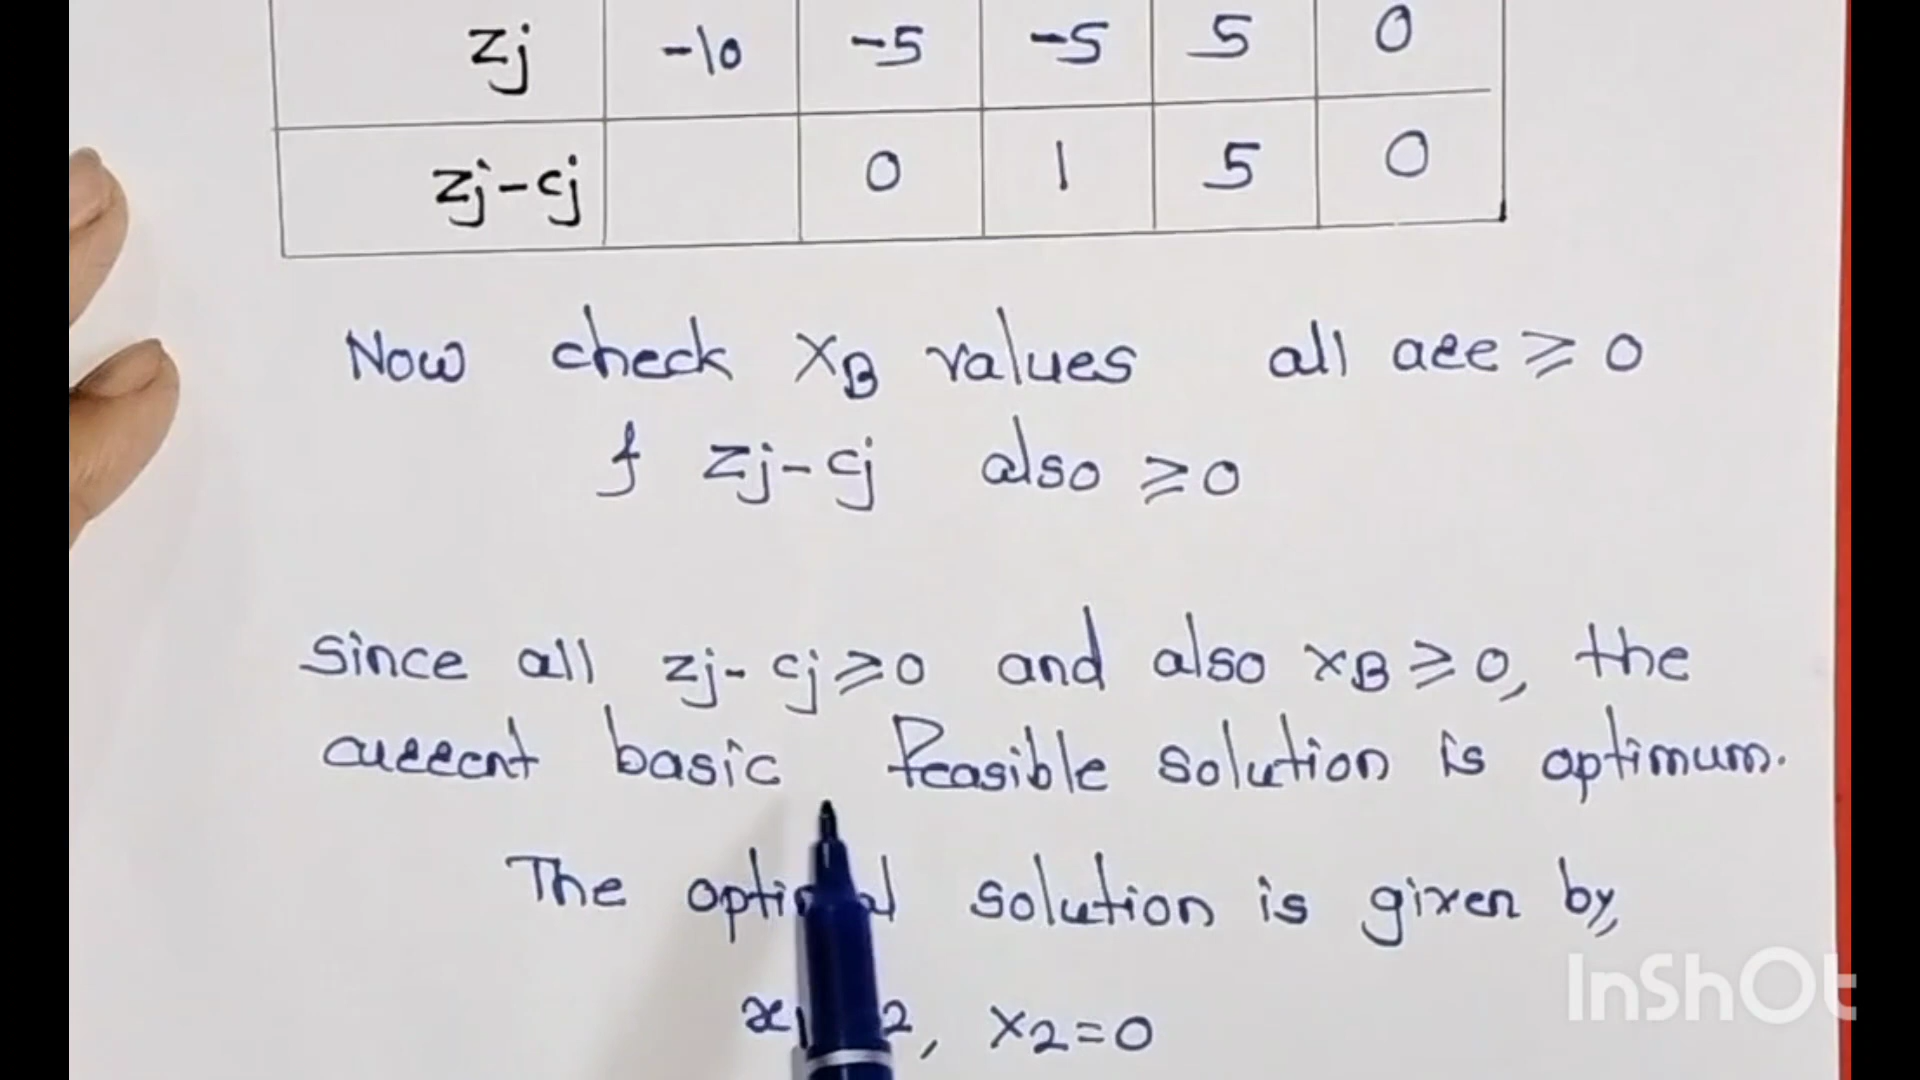 zj -10 -5 -5 5 0
zj-cj 0 1 5 0
Now check XB values all are ≥ 0
& zj-cj also ≥0
Since all zj-cj≥0 and also xB≥0, the
current basic feasible solution is optimum.
The solution is given by,
x2=0
InShOt